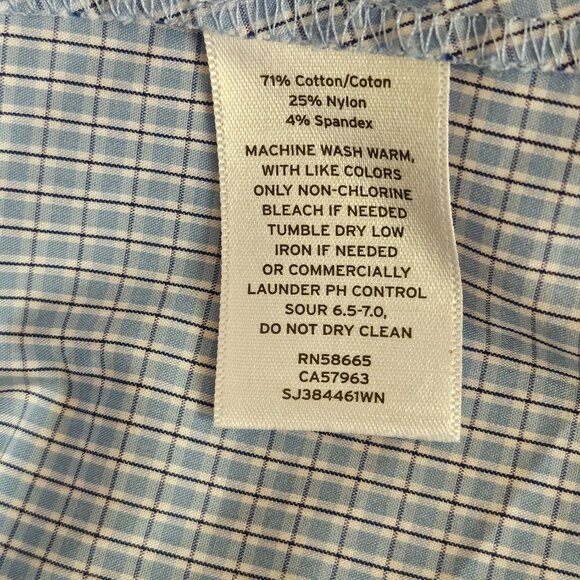 71% Cotton/Coton
25% Nylon
4% Spandex
MACHINE WASH WARM,
WITH LIKE COLORS
ONLY NON-CHLORINE
BLEACH IF NEEDED
TUMBLE DRY LOW
IRON IF NEEDED
OR COMMERCIALLY
LAUNDER PH CONTROL
SOUR 6.5-7.0,
DO NOT DRY CLEAN
RN58665
CA57963
SJ384461WN